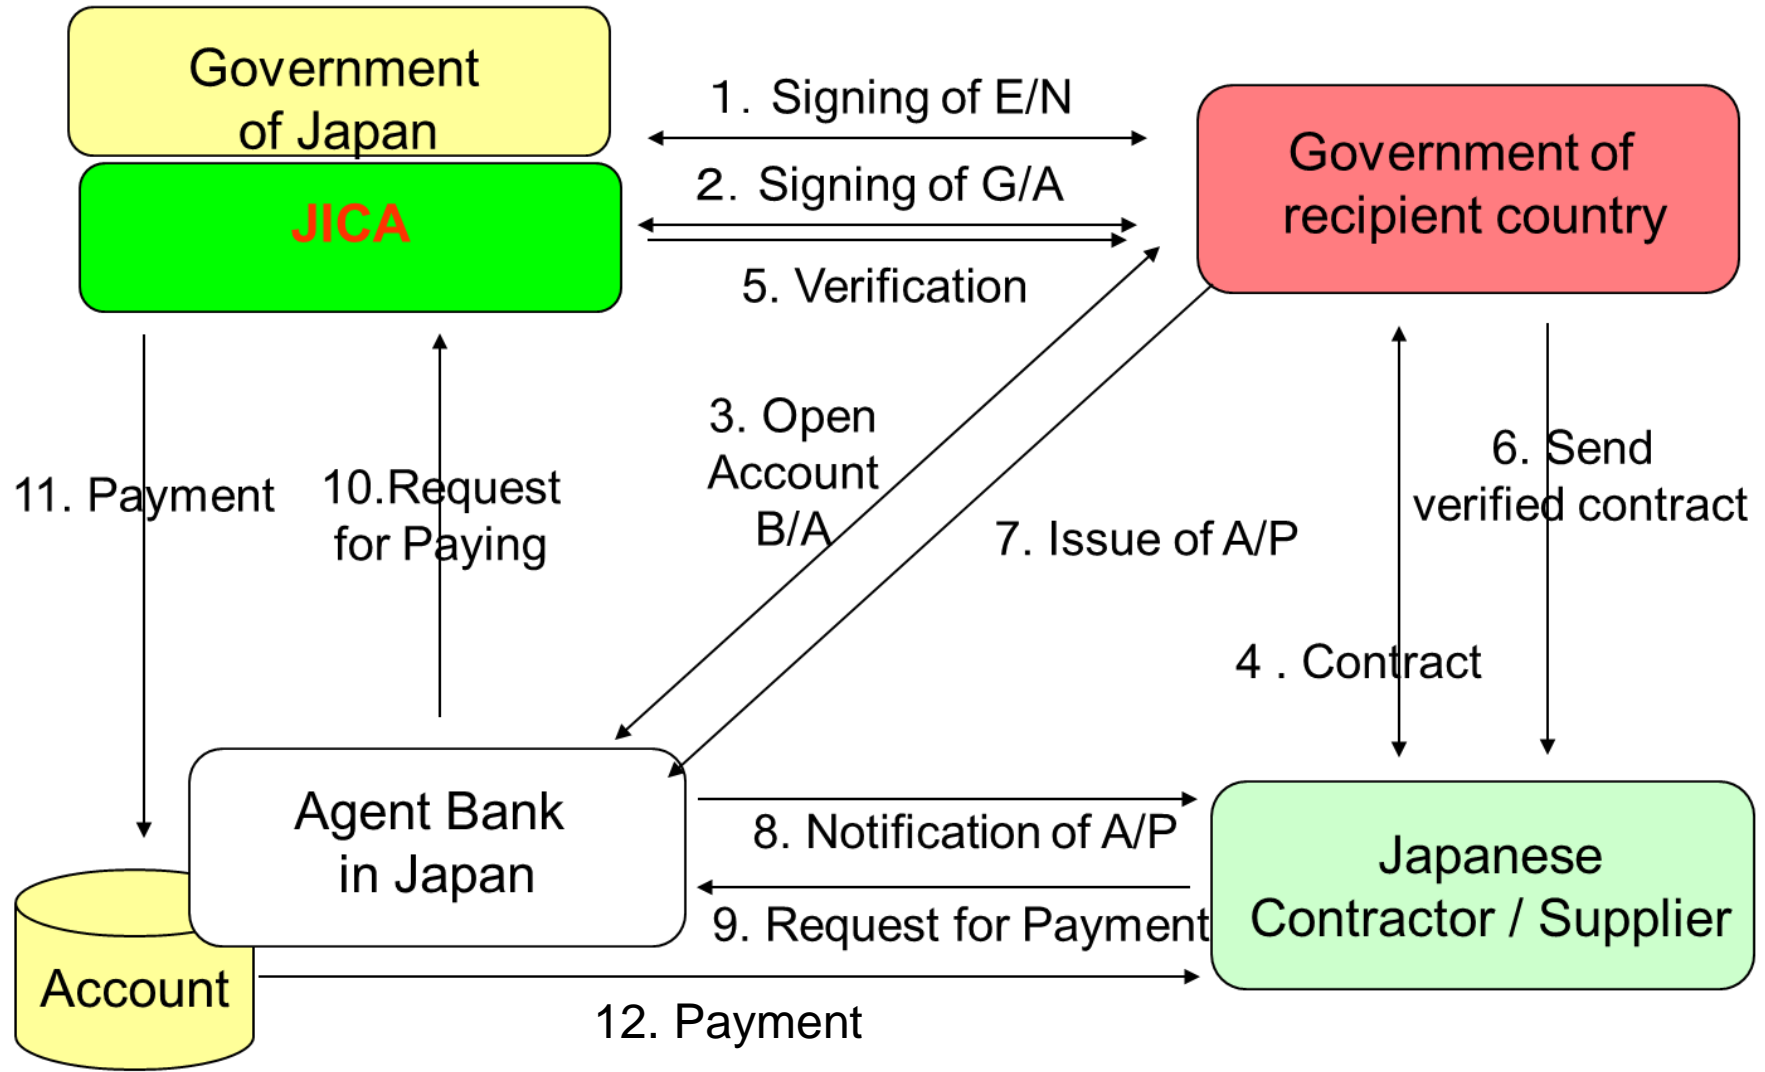 Government
of Japan
JICA
1. Signing of E/N
2. Signing of G/A
5. Verification
Government of
recipient country
3. Open
Account
B/A
7. Issue of A/P
6. Send
verified contract
4 . Contract
11. Payment
10.Request
for Paying
Agent Bank
in Japan
Account
8. Notification of A/P
9. Request for Payment
12. Payment
Japanese
Contractor / Supplier